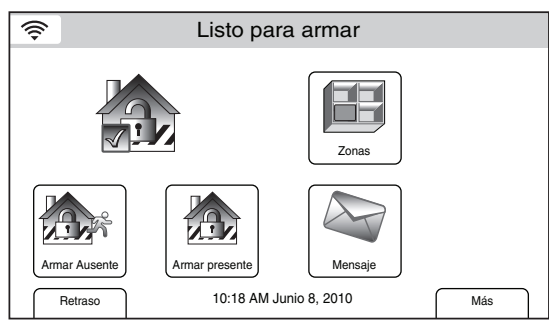 Listo para armar
Zonas
Armar Ausente
Armar presente
Mensaje
Retraso
10:18 AM Junio 8, 2010
Más